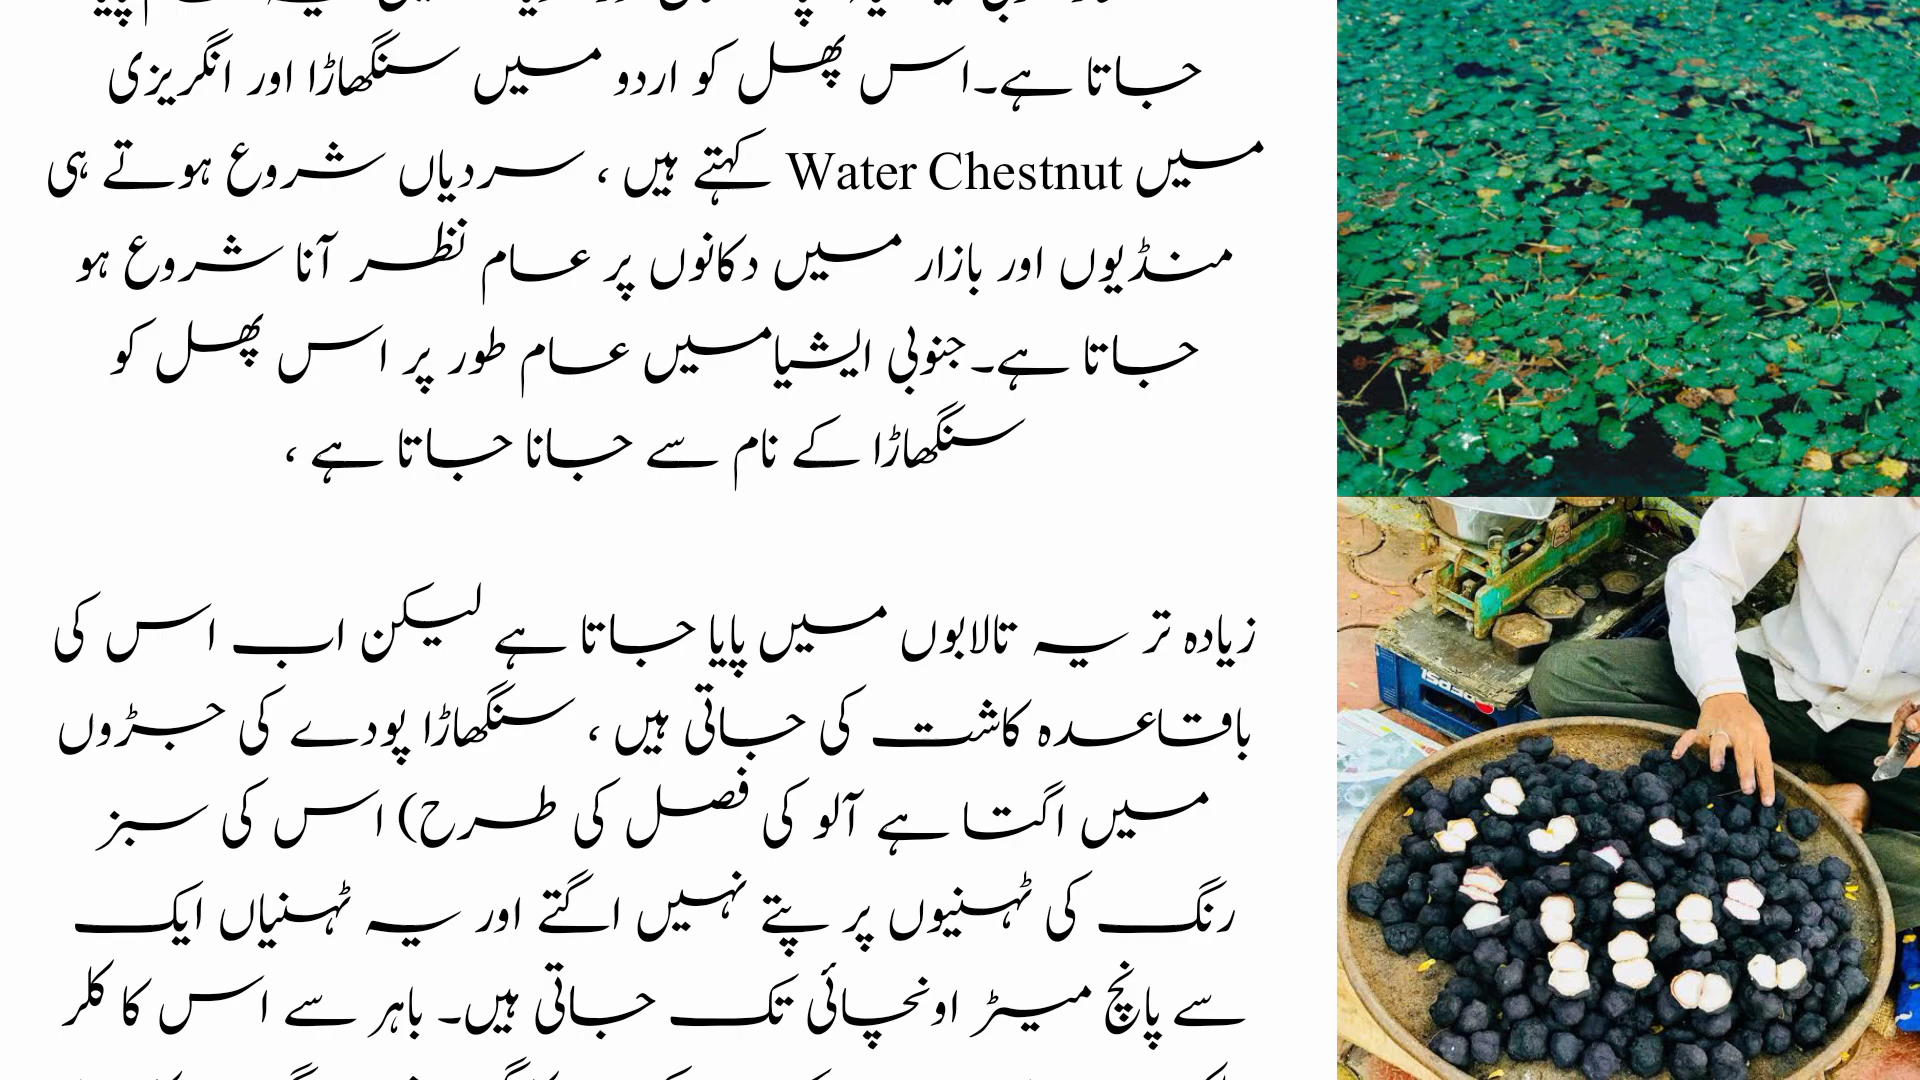 جاتا ہے۔اس پھل کو اردو میں سنگھاڑا اور انگریزی
میں Water Chestnut کہتے ہیں ، سردیاں شروع ہوتے ہی
منڈیوں اور بازار میں دکانوں پر عام نظر آنا شروع ہو
جاتا ہے۔جنوبی ایشیامیں عام طور پر اس پھل کو
سنگھاڑا کے نام سے جانا جاتا ہے ،
زیادہ تر یہ تالابوں میں پایا جاتا ہے لیکن اب اس کی
باقاعدہ کاشت کی جاتی ہیں ، سنگھاڑا پودے کی جڑوں
میں اگتا ہے آلو کی فصل کی طرح) اس کی سبز
رنگ کی ٹہنیوں پر پتے نہیں اگتے اور یہ ٹہنیاں ایک
سے پانچ میٹر اونچائی تک جاتی ہیں۔ باہر سے اس کا کلر
pepsi